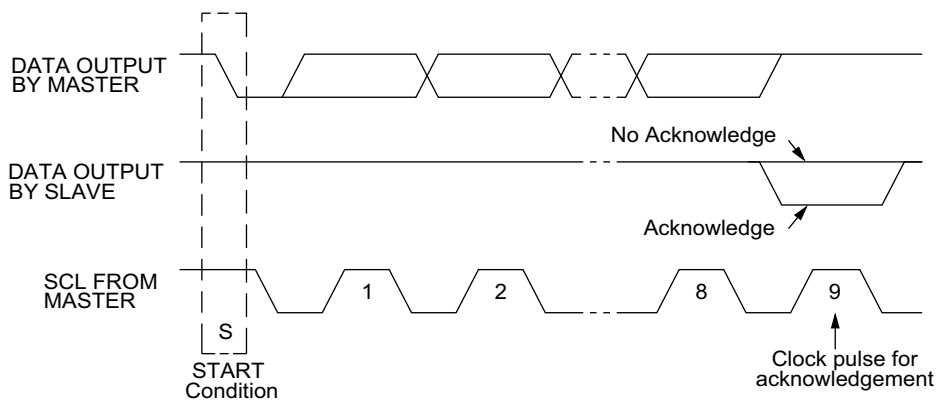 DATA OUTPUT
BY MASTER
No Acknowledge
DATA OUTPUT
BY SLAVE
Acknowledge
SCL FROM
MASTER
1
2
8
9
S
START
Condition
Clock pulse for
acknowledgement